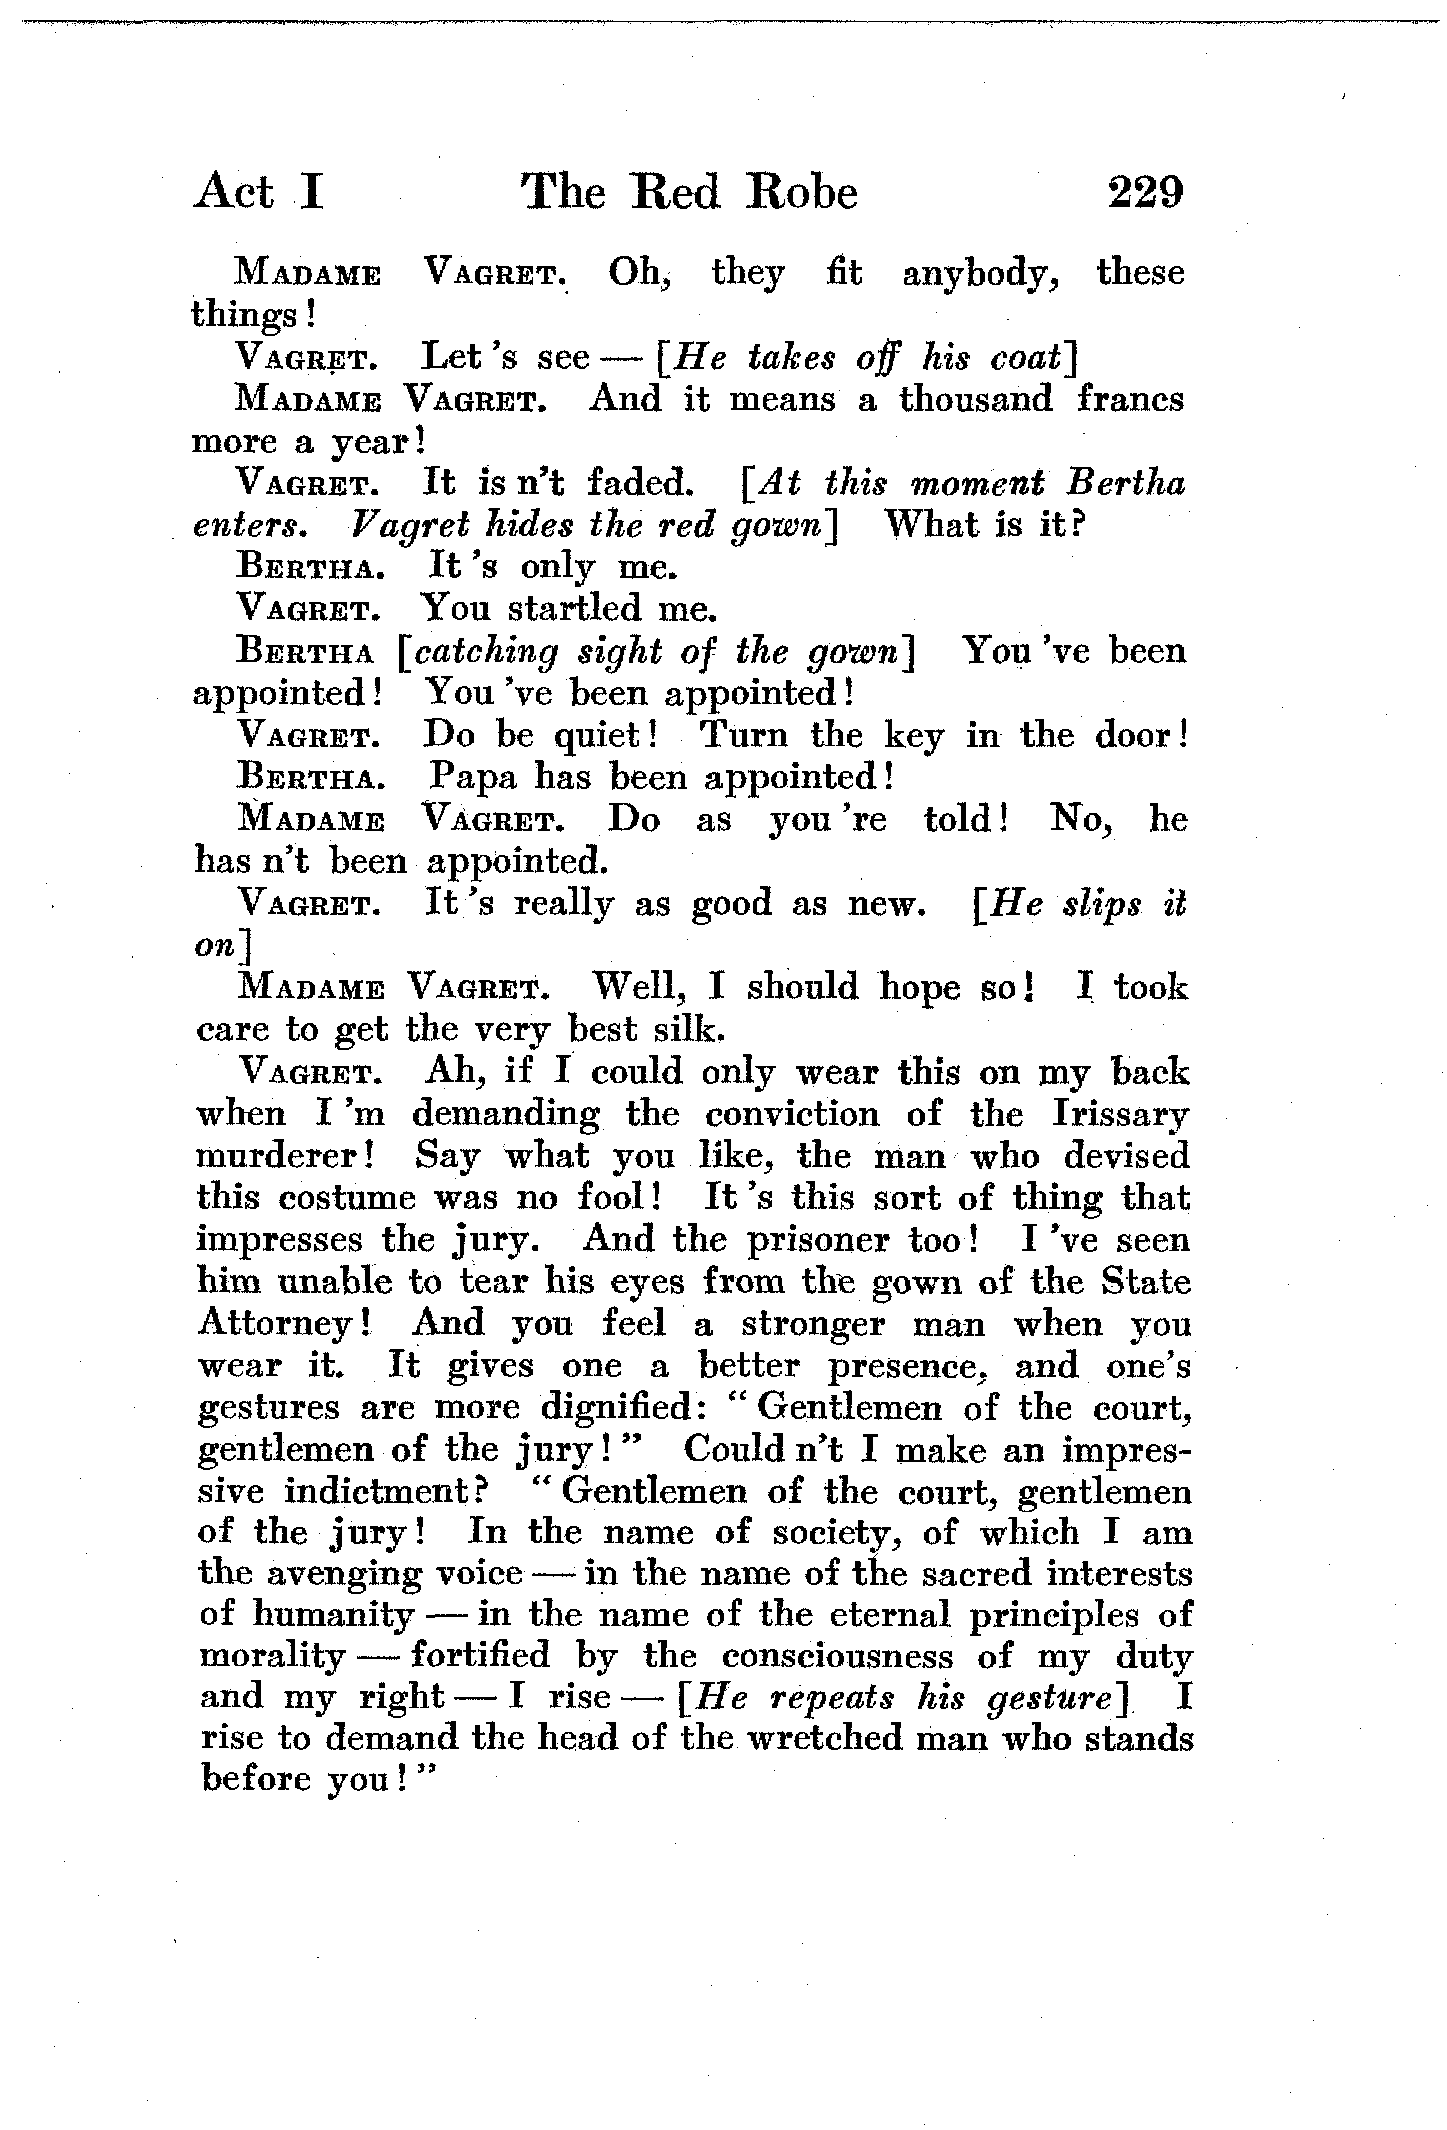 Act I The Red Robe 229
MADAME VAGRET. Oh, they fit anybody, these
things!
VAGRET. Let 's see — [He takes off his coat]
MADAME VAGRET. And it means a thousand francs
more a year!
VAGRET. It is n't faded. [At this moment Bertha
enters. Vagret hides the red gown] What is it?
BERTHA. It 's only me.
VAGRET. You startled me.
BERTHA [catching sight of the gown] You 've been
appointed! You 've been appointed!
VAGRET. Do be quiet! Turn the key in the door!
BERTHA. Papa has been appointed!
MADAME VAGRET. Do as you 're told! No, he
has n't been appointed.
VAGRET. It 's really as good as new. [He slips it
on]
MADAME VAGRET. Well, I should hope so! I took
care to get the very best silk.
VAGRET. Ah, if I could only wear this on my back
when I 'm demanding the conviction of the Irissary
murderer! Say what you like, the man who devised
this costume was no fool! It 's this sort of thing that
impresses the jury. And the prisoner too! I 've seen
him unable to tear his eyes from the gown of the State
Attorney! And you feel a stronger man when you
wear it. It gives one a better presence, and one's
gestures are more dignified: "Gentlemen of the court,
gentlemen of the jury!" Could n't I make an impres-
sive indictment? "Gentlemen of the court, gentlemen
of the jury! In the name of society, of which I am
the avenging voice — in the name of the sacred interests
of humanity — in the name of the eternal principles of
morality — fortified by the consciousness of my duty
and my right — I rise — [He repeats his gesture] I
rise to demand the head of the wretched man who stands
before you!"